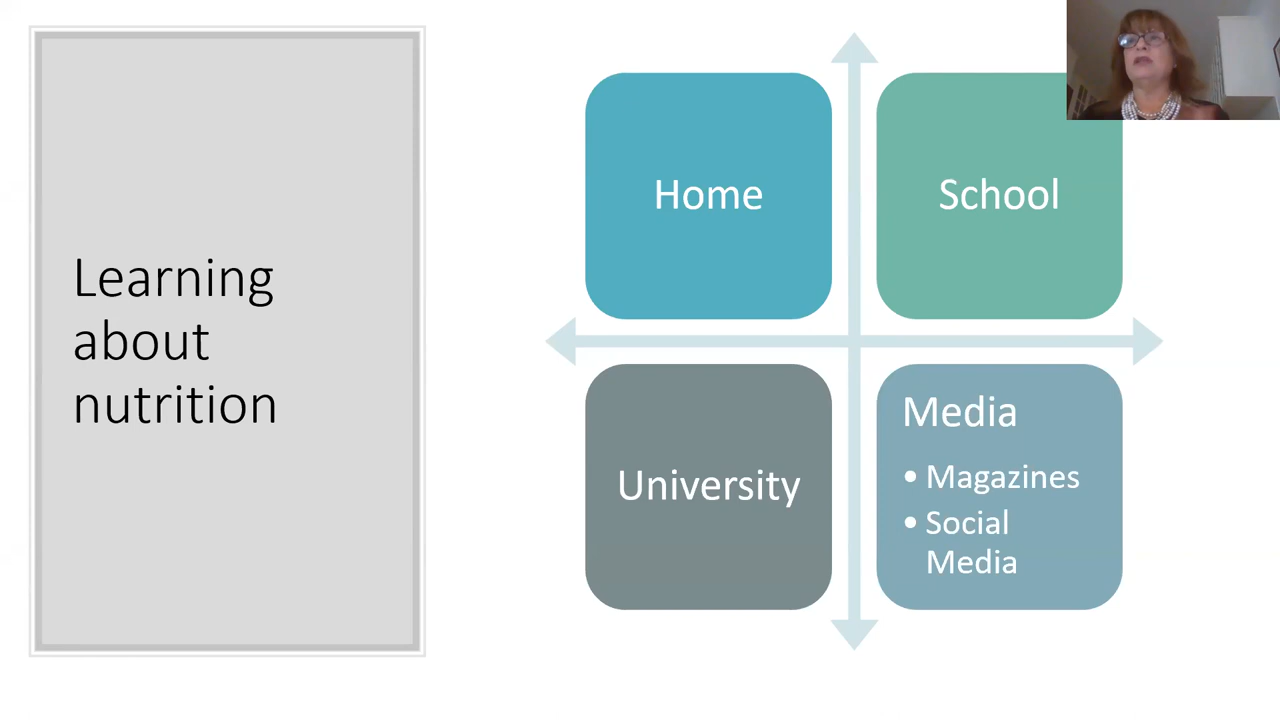 Learning
about
nutrition
Home
School
University
Media
• Magazines
• Social
Media